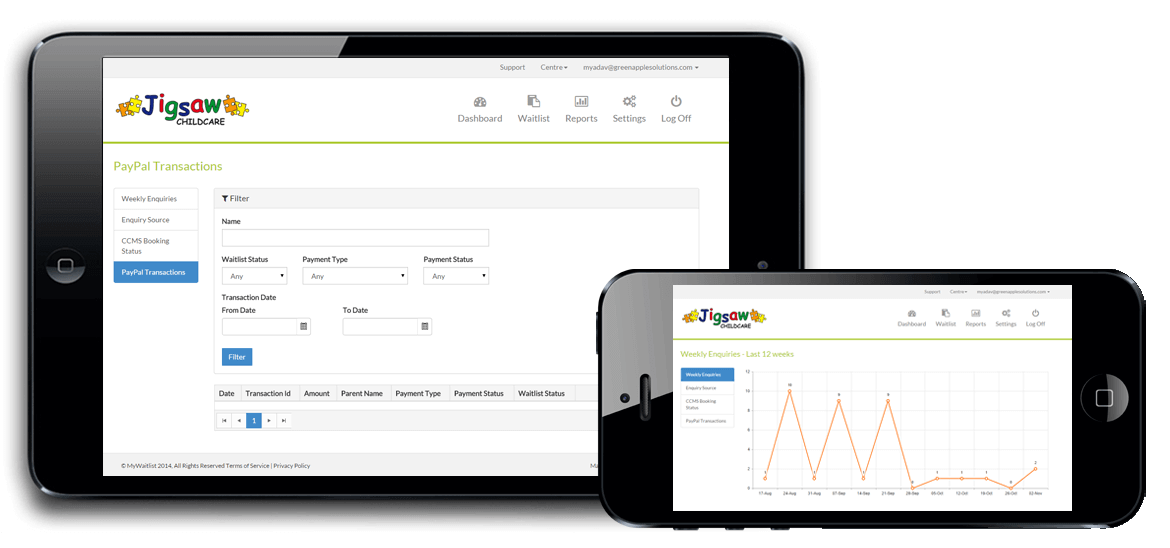 Support Centre myadav@greenapplesolutions.com
Jigsaw
CHILDCARE
Dashboard Waitlist Reports Settings Log Off
PayPal Transactions
Weekly Enquiries
Enquiry Source
CCMS Booking
Status
PayPal Transactions
Filter
Name
Waitlist Status Payment Type Payment Status
Any Any Any
Transaction Date
From Date To Date
Filter
Date Transaction Id Amount Parent Name Payment Type Payment Status Waitlist Status
1
© MyWaitlist 2014. All Rights Reserved Terms of Service | Privacy Policy
Ma
Support Centre myadav@greenapplesolutions.com
Jigsaw
CHILDCARE
Dashboard Waitlist Reports Settings Log Off
Weekly Enquiries - Last 12 weeks
Weekly Enquiries
Enquiry Source
CCMS Booking
Status
PayPal Transactions
12
10
8
6
4
2
0
1 10 1 9 1 9 0 1 1 1 0 2
17-Aug 24-Aug 31-Aug 07-Sep 14-Sep 21-Sep 28-Sep 05-Oct 12-Oct 19-Oct 26-Oct 02-Nov